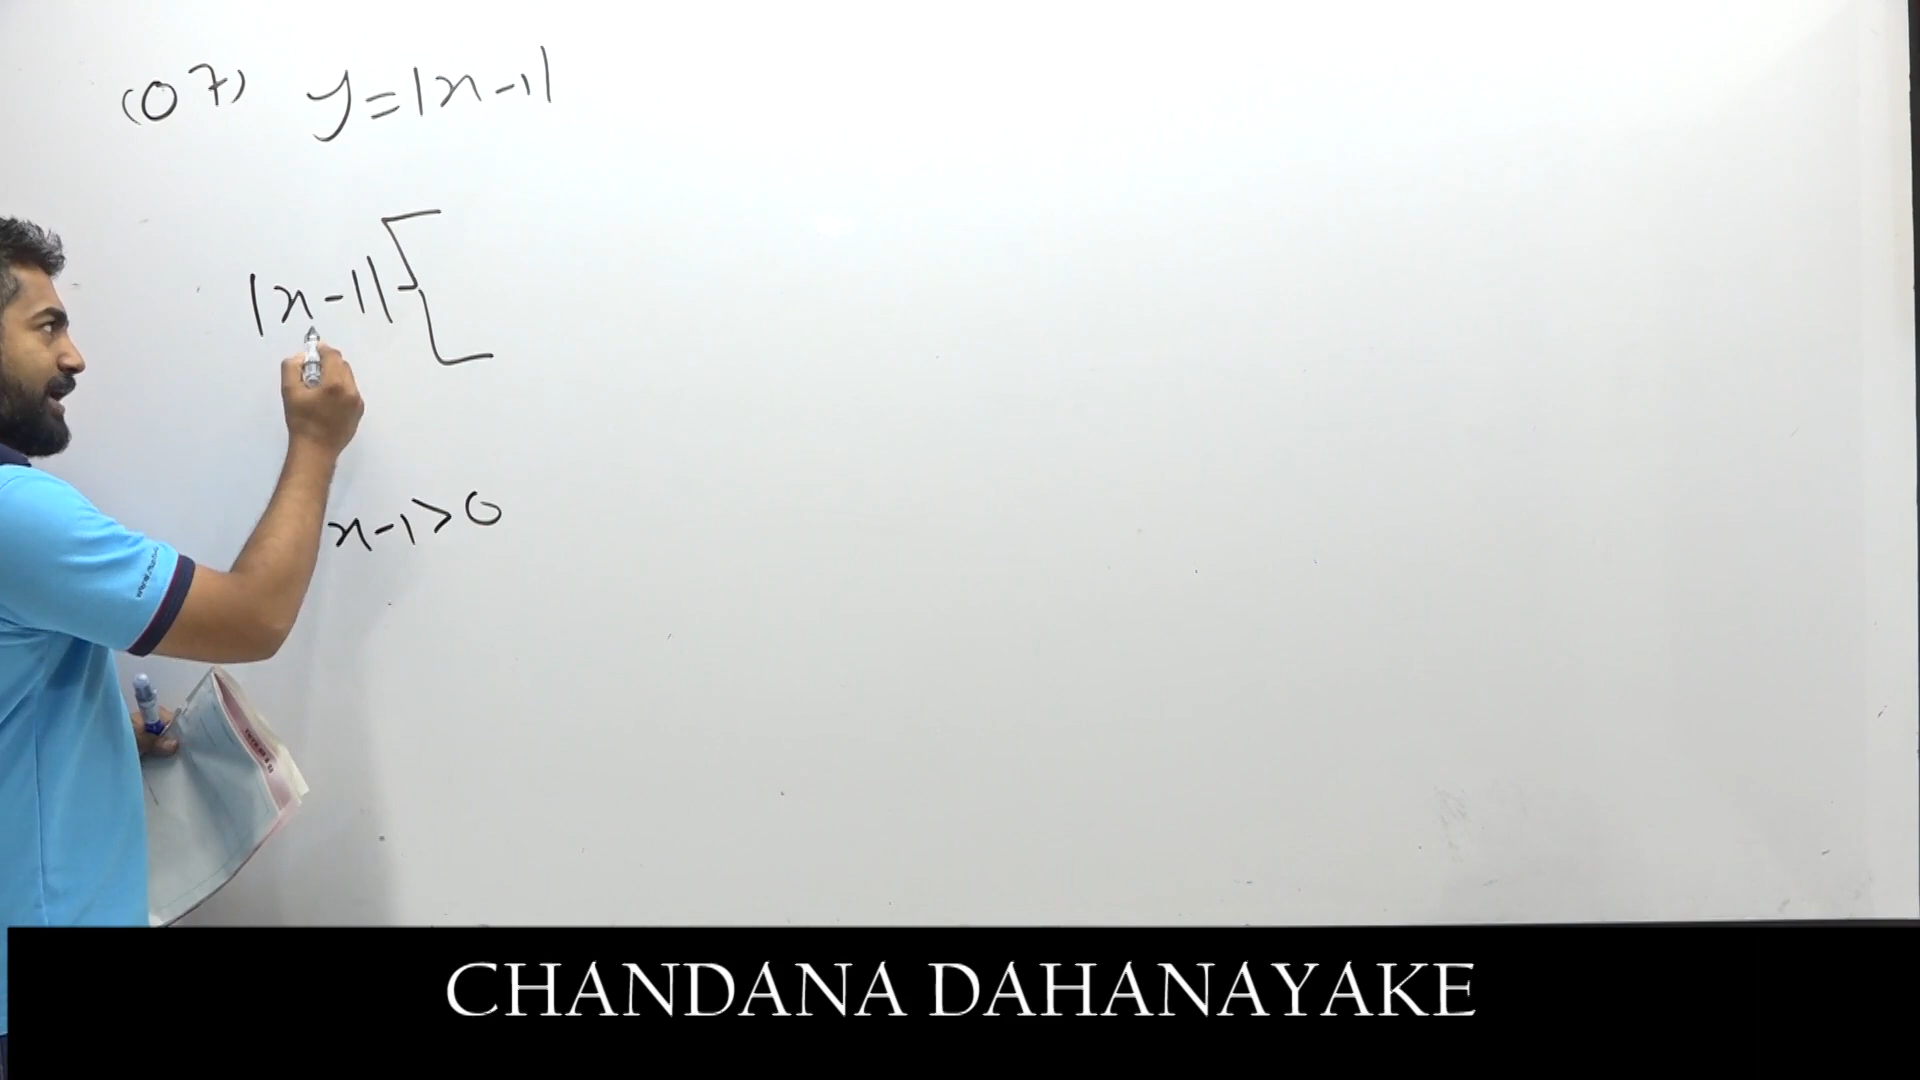 (07) y=|x-1|
|x-1|
x-1>0
CHANDANA DAHANAYAKE